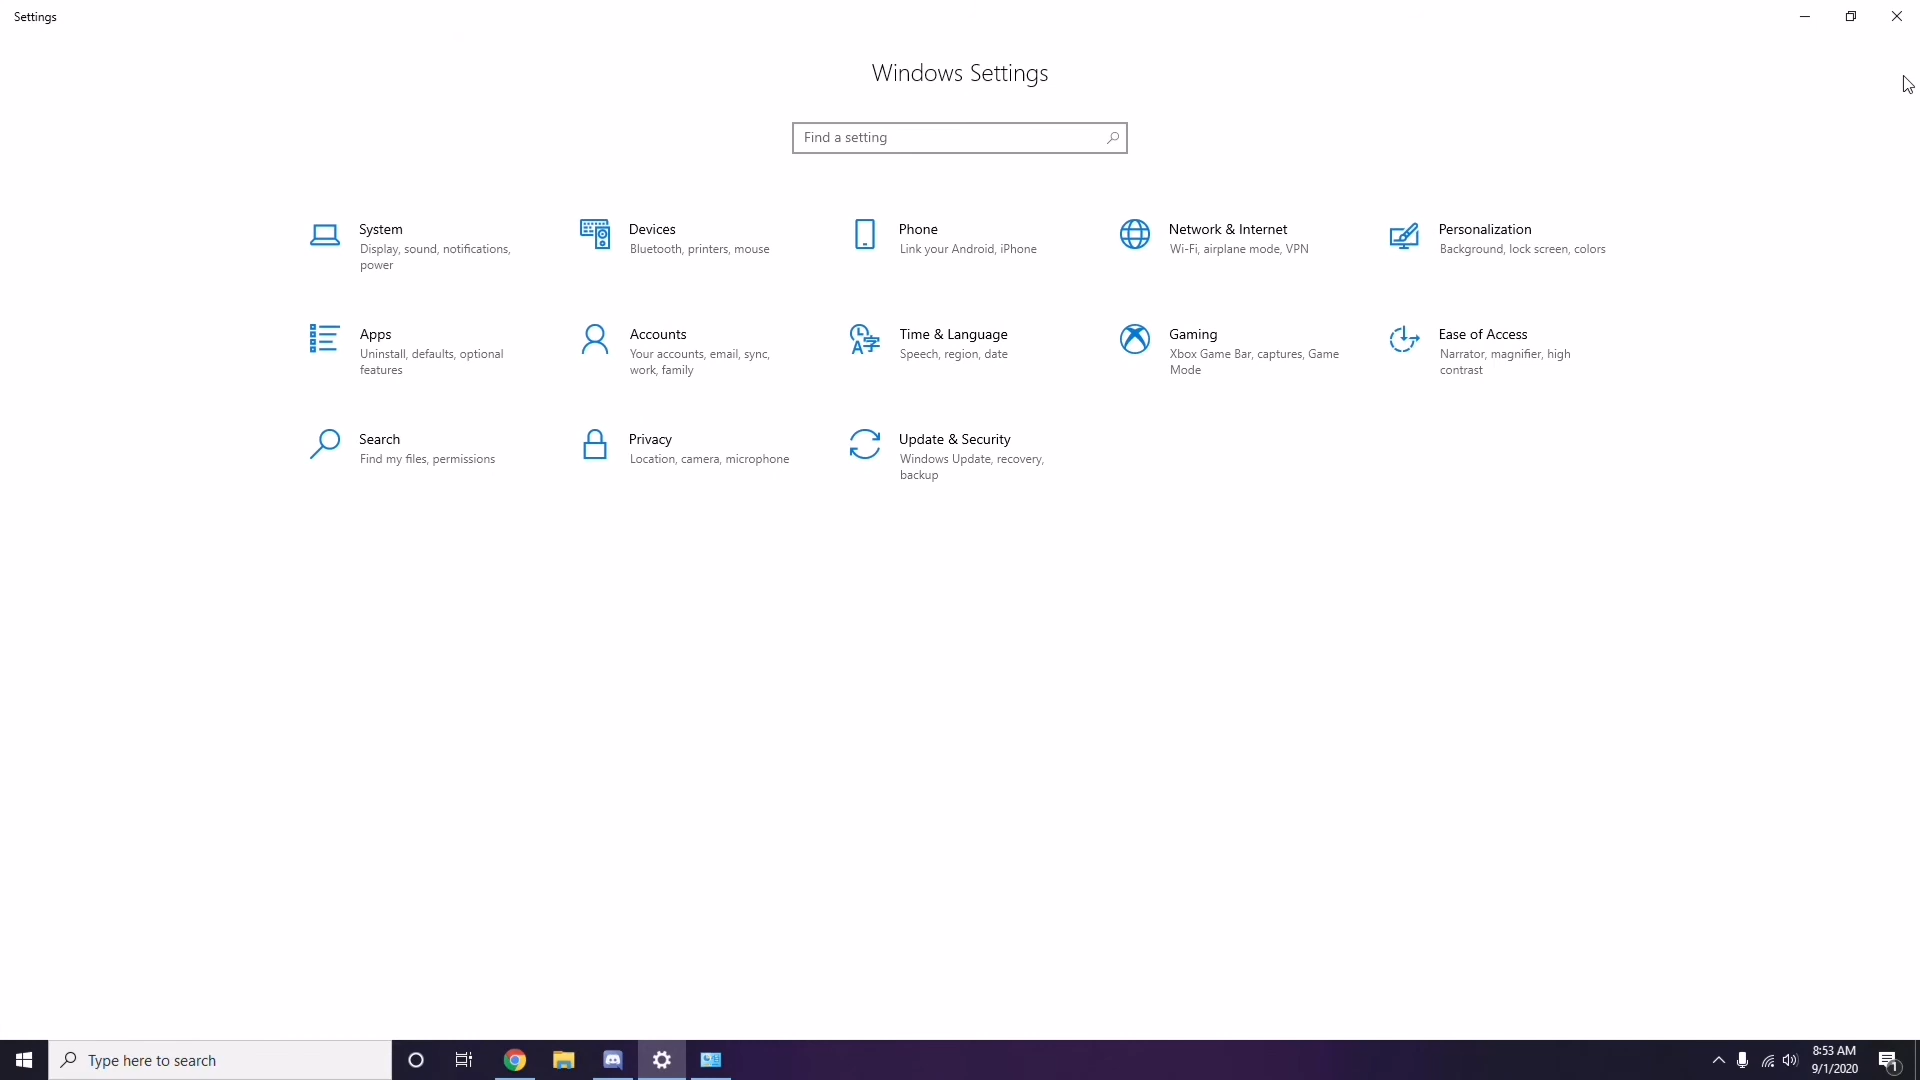 Settings
Windows Settings
Find a setting
System
Display, sound, notifications,
power
Devices
Bluetooth, printers, mouse
Phone
Link your Android, iPhone
Network & Internet
Wi-Fi, airplane mode, VPN
Personalization
Background, lock screen, colors
Apps
Uninstall, defaults, optional
features
Accounts
Your accounts, email, sync,
work, family
Time & Language
Speech, region, date
Gaming
Xbox Game Bar, captures, Game
Mode
Ease of Access
Narrator, magnifier, high
contrast
Search
Find my files, permissions
Privacy
Location, camera, microphone
Update & Security
Windows Update, recovery,
backup
Type here to search
8:53 AM
9/1/2020
1